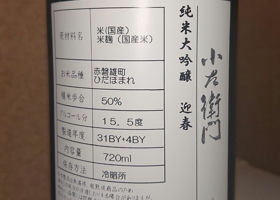 純米大吟醸 迎春
小左衛門
原材料名
米(国産)
米麹(国産米)
お米品種
赤磐雄町
ひだほまれ
精米歩合
50%
アルコール分
15.5度
製造年度
31BY+4BY
内容量
720ml
保存方法
冷暗所